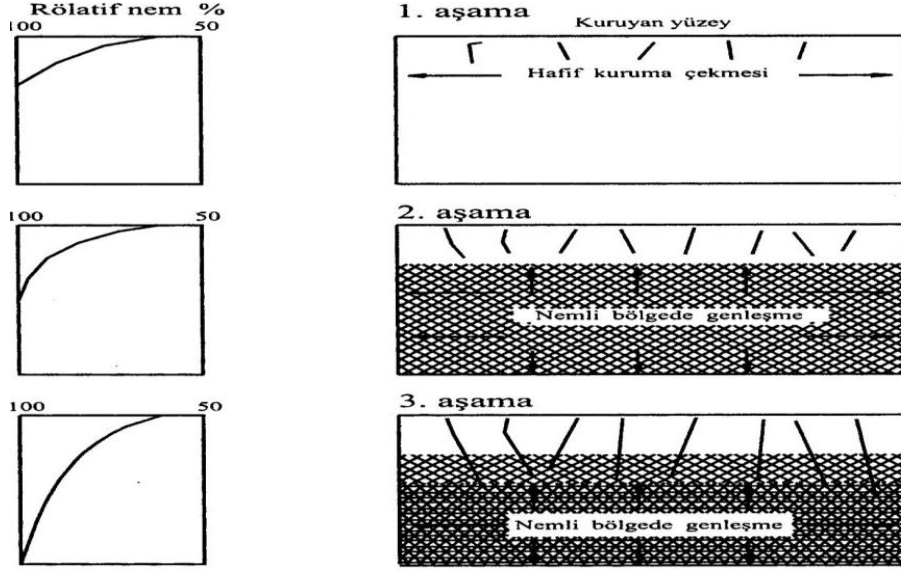 Rölatif nem %
100 50
1. aşama
Kuruyan yüzey
Hafif kuruma çekmesi
100 50
2. aşama
Nemli bölgede genleşme
100 50
3. aşama
Nemli bölgede genleşme